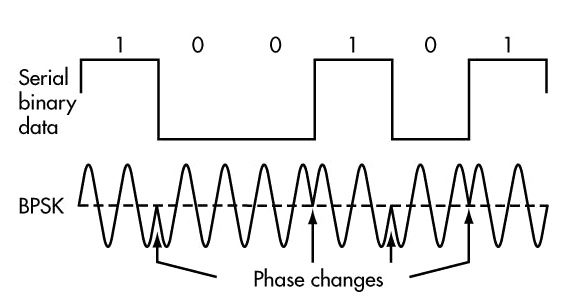 1 0 0 1 0 1
Serial
binary
data
BPSK
Phase changes